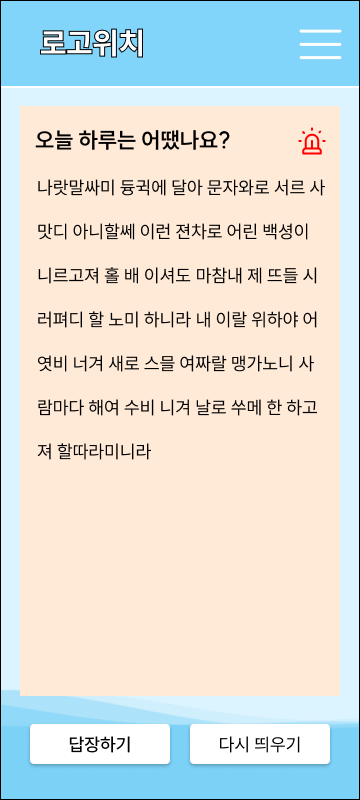 로고위치
오늘 하루는 어땠나요?
나랏말싸미 듕귁에 달아 문자와로 서르 사
맛디 아니할쎄 이런 젼차로 어린 백셩이
니르고져 홀 배 이셔도 마참내 제 뜨들 시
러펴디 할 노미 하니라 내 이랄 위하야 어
엿비 너겨 새로 스믈 여짜랄 맹가노니 사
람마다 해여 수비 니겨 날로 쑤메 한 하고
져 할따라미니라
답장하기
다시 띄우기